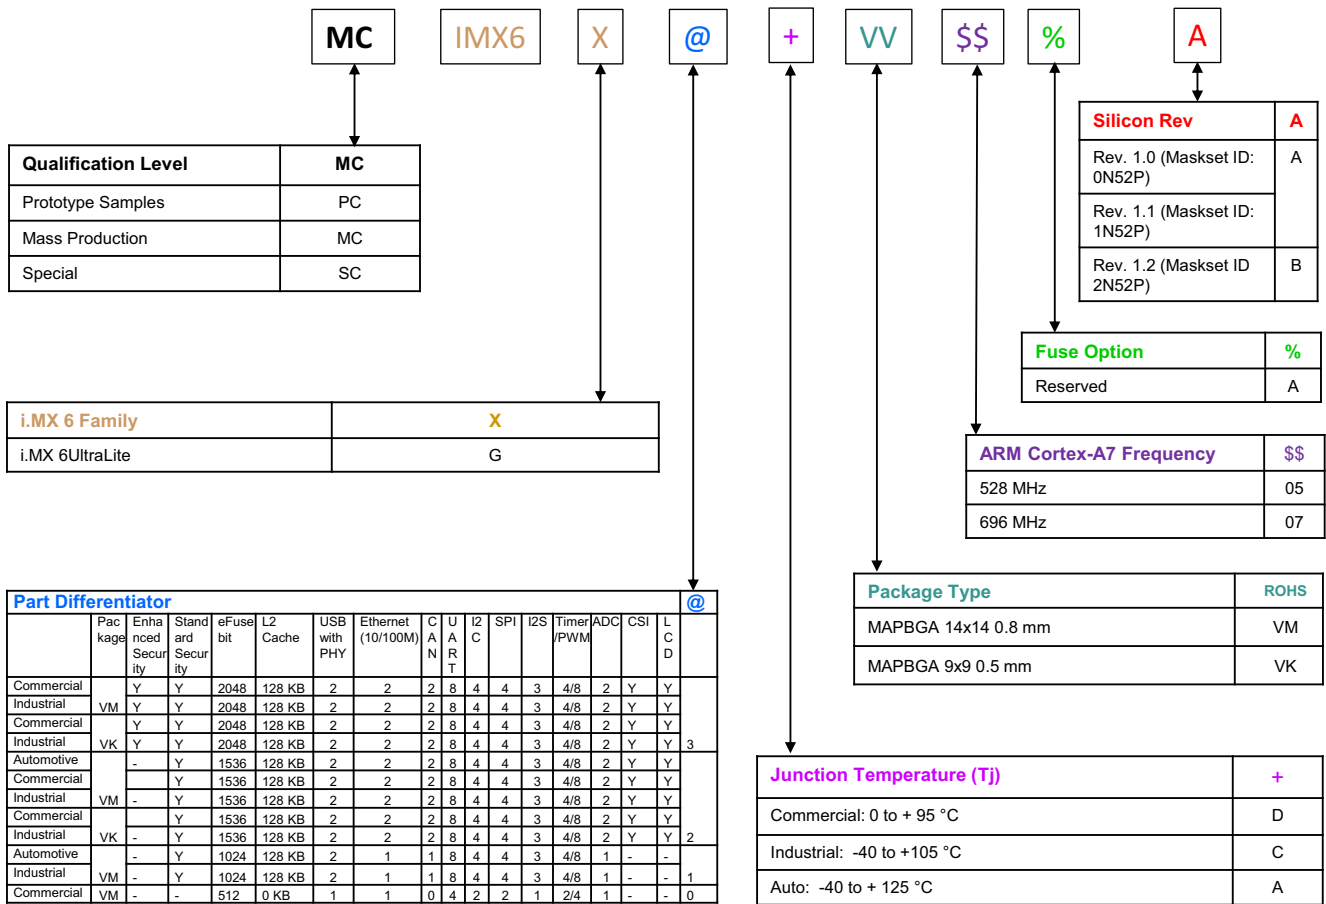 MC IMX6 X @ + VV $$ % A
Qualification Level MC
Prototype Samples PC
Mass Production MC
Special SC
Silicon Rev A
Rev. 1.0 (Maskset ID: A
0N52P)
Rev. 1.1 (Maskset ID:
1N52P)
Rev. 1.2 (Maskset ID B
2N52P)
Fuse Option %
Reserved A
i.MX 6 Family X
i.MX 6UltraLite G
ARM Cortex-A7 Frequency $$
528 MHz 05
696 MHz 07
Package Type ROHS
MAPBGA 14x14 0.8 mm VM
MAPBGA 9x9 0.5 mm VK
Part Differentiator @
Pac Enha Stand eFuse L2 USB Ethernet C U I2 SPI I2S Timer ADC CSI L
kage nced ard bit Cache with (10/100M) A A C /PWM C
Secur Secur PHY N R D
ity ity T
Commercial Y Y 2048 128 KB 2 2 2 8 4 4 3 4/8 2 Y Y
Industrial VM Y Y 2048 128 KB 2 2 2 8 4 4 3 4/8 2 Y Y
Commercial Y Y 2048 128 KB 2 2 2 8 4 4 3 4/8 2 Y Y
Industrial VK Y Y 2048 128 KB 2 2 2 8 4 4 3 4/8 2 Y Y 3
Automotive - Y 1536 128 KB 2 2 2 8 4 4 3 4/8 2 Y Y
Commercial Y 1536 128 KB 2 2 2 8 4 4 3 4/8 2 Y Y
Industrial VM - Y 1536 128 KB 2 2 2 8 4 4 3 4/8 2 Y Y
Commercial Y 1536 128 KB 2 2 2 8 4 4 3 4/8 2 Y Y
Industrial VK - Y 1536 128 KB 2 2 2 8 4 4 3 4/8 2 Y Y 2
Automotive - Y 1024 128 KB 2 1 1 8 4 4 3 4/8 1 - -
Industrial VM - Y 1024 128 KB 2 1 1 8 4 4 3 4/8 1 - - 1
Commercial VM - - 512 0 KB 1 1 0 4 2 2 1 2/4 1 - - 0
Junction Temperature (Tj) +
Commercial: 0 to + 95 °C D
Industrial: -40 to +105 °C C
Auto: -40 to + 125 °C A